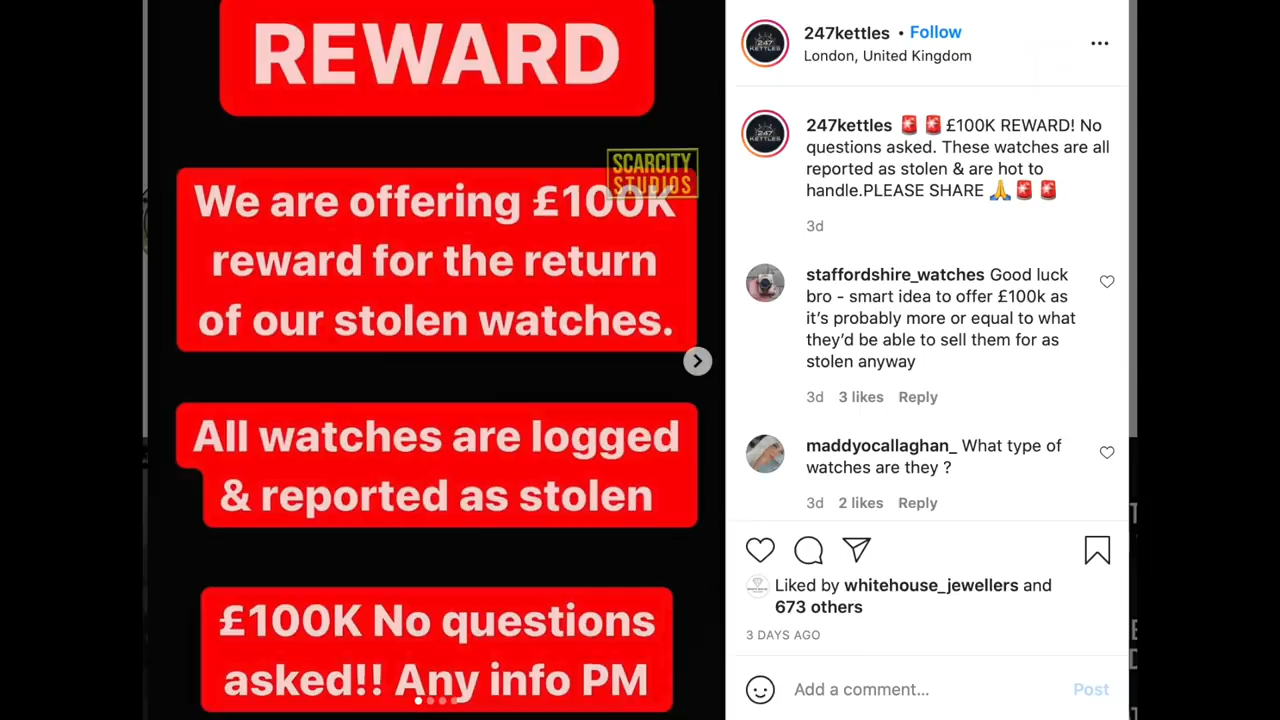 REWARD
SCARCITY
STUDIOS
We are offering £100K
reward for the return
of our stolen watches.
All watches are logged
& reported as stolen
£100K No questions
asked!! Any info PM
247kettles • Follow
London, United Kingdom
247kettles 🚨 🚨 £100K REWARD! No
questions asked. These watches are all
reported as stolen & are hot to
handle.PLEASE SHARE 🙏🚨🚨
3d
staffordshire_watches Good luck
bro - smart idea to offer £100k as
it's probably more or equal to what
they'd be able to sell them for as
stolen anyway
3d 3 likes Reply
maddyocallaghan_ What type of
watches are they ?
3d 2 likes Reply
Liked by whitehouse_jewellers and
673 others
3 DAYS AGO
Add a comment... Post